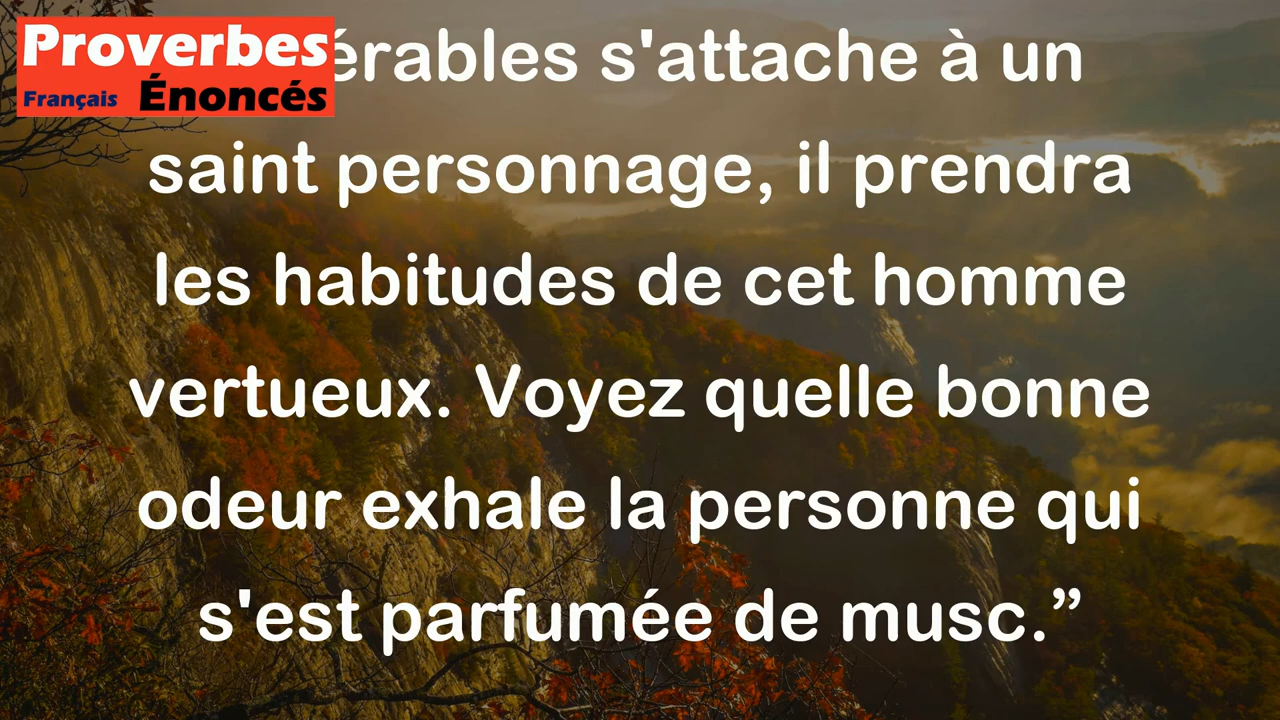 Proverbes
Français Énoncés
érables s'attache à un
saint personnage, il prendra
les habitudes de cet homme
vertueux. Voyez quelle bonne
odeur exhale la personne qui
s'est parfumée de musc.”